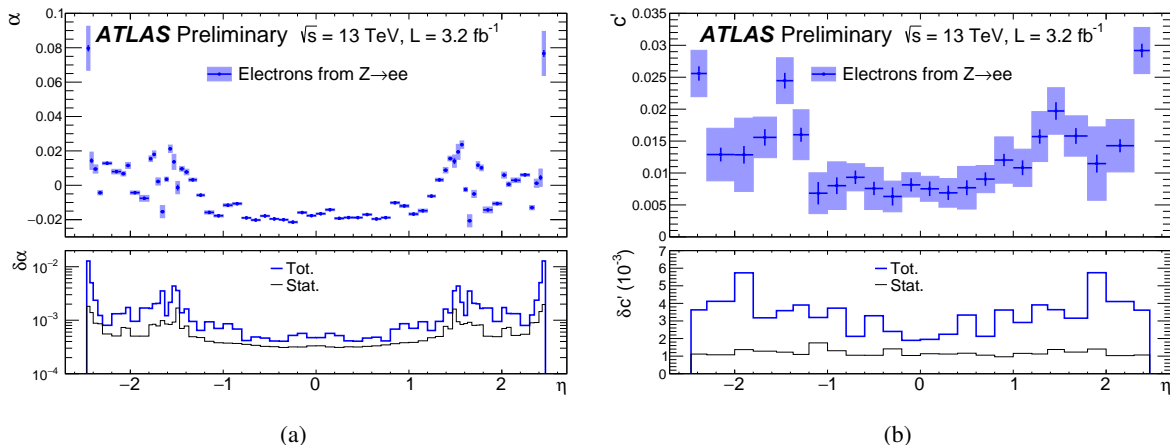 α
0.1
ATLAS Preliminary √s = 13 TeV, L = 3.2 fb⁻¹
0.08
Electrons from Z→ee
0.06
0.04
0.02
0
−0.02
δα
10⁻²
Tot.
Stat.
10⁻³
10⁻⁴
−2 −1 0 1 2 η
(a)
c'
0.035
ATLAS Preliminary √s = 13 TeV, L = 3.2 fb⁻¹
0.03
Electrons from Z→ee
0.025
0.02
0.015
0.01
0.005
0
δc' (10⁻³)
7
6
Tot.
Stat.
5
4
3
2
1
0
−2 −1 0 1 2 η
(b)